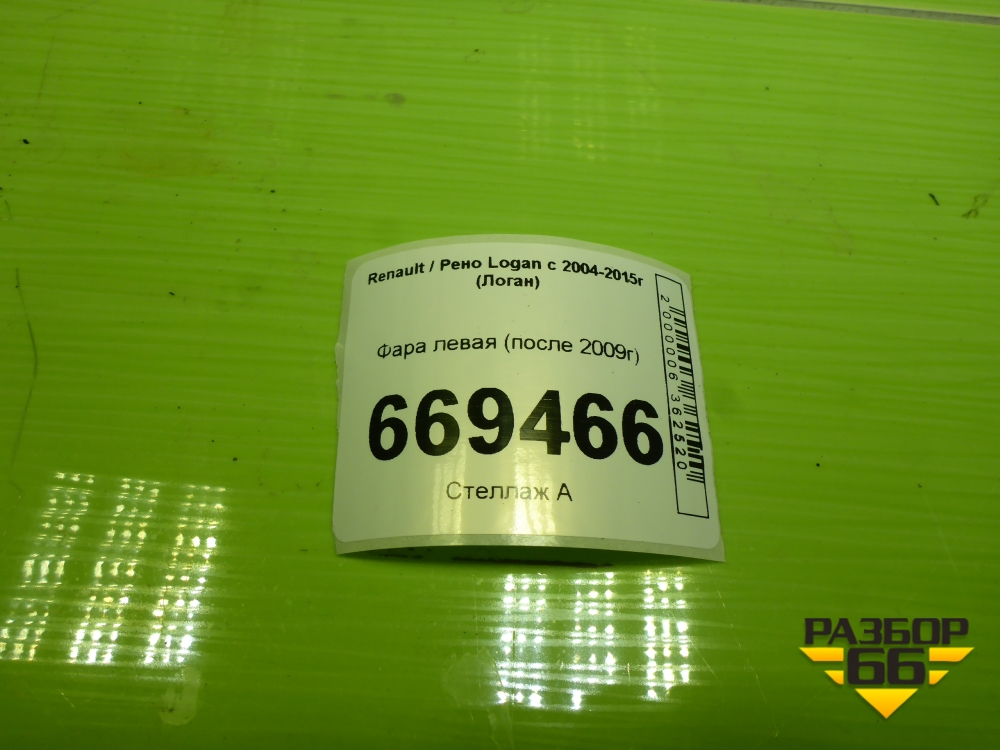 Renault / Рено Logan с 2004-2015г
(Логан)
Фара левая (после 2009г)
669466
Стеллаж А
2000006362520
РАЗБОР
66